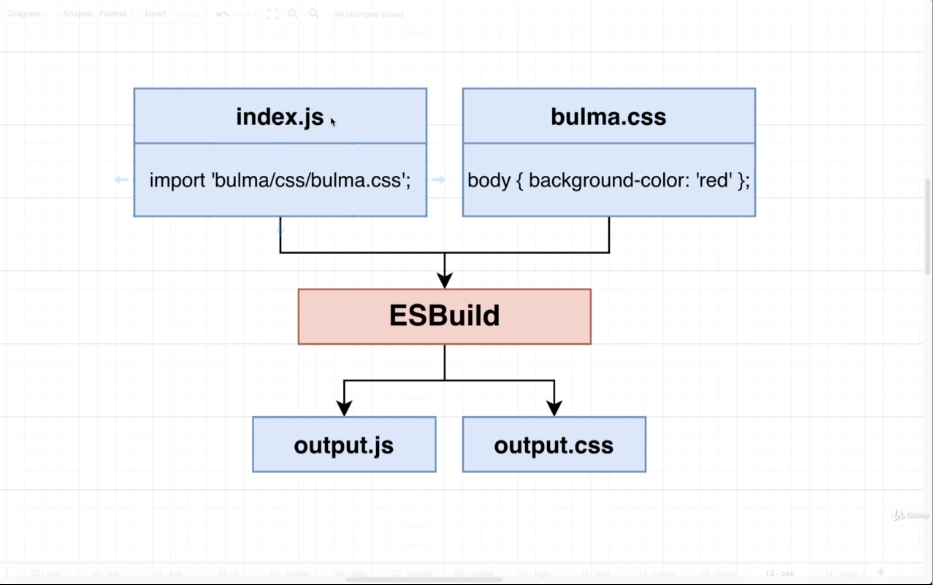 Diagram Shapes Format Insert All changes saved
index.js
bulma.css
import 'bulma/css/bulma.css';
body { background-color: 'red' };
ESBuild
output.js
output.css
Udemy
13 - css